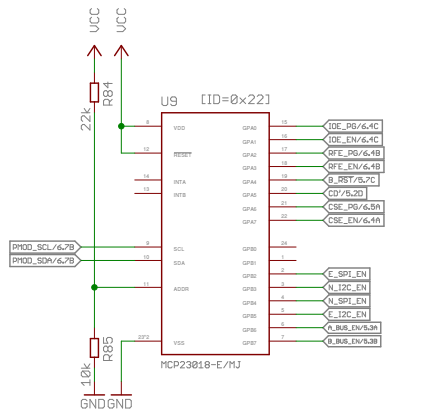 VCC
VCC
R84
22k
U9
[ID=0x22]
8 VDD
12 RESET
14 INTA
13 INTB
9 SCL
10 SDA
11 ADDR
VSS
GPA0 15
GPA1 16
GPA2 17
GPA3 18
GPA4 19
GPA5 20
GPA6 21
GPA7 22
GPB0 24
GPB1 1
GPB2 2
GPB3 3
GPB4 4
GPB5 5
GPB6 6
GPB7 7
IOE_PG/6.4C
IOE_EN/6.4C
RFE_PG/6.4B
RFE_EN/6.4B
B_RST/5.7C
CO'/5.2D
CSE_PG/6.5A
CSE_EN/6.4A
PMOD_SCL/6.7B
PMOD_SDA/6.7B
E_SPI_EN
N_I2C_EN
N_SPI_EN
E_I2C_EN
A_BUS_EN/5.3A
B_BUS_EN/5.3B
R85
10k
MCP23018-E/MJ
GND
GND